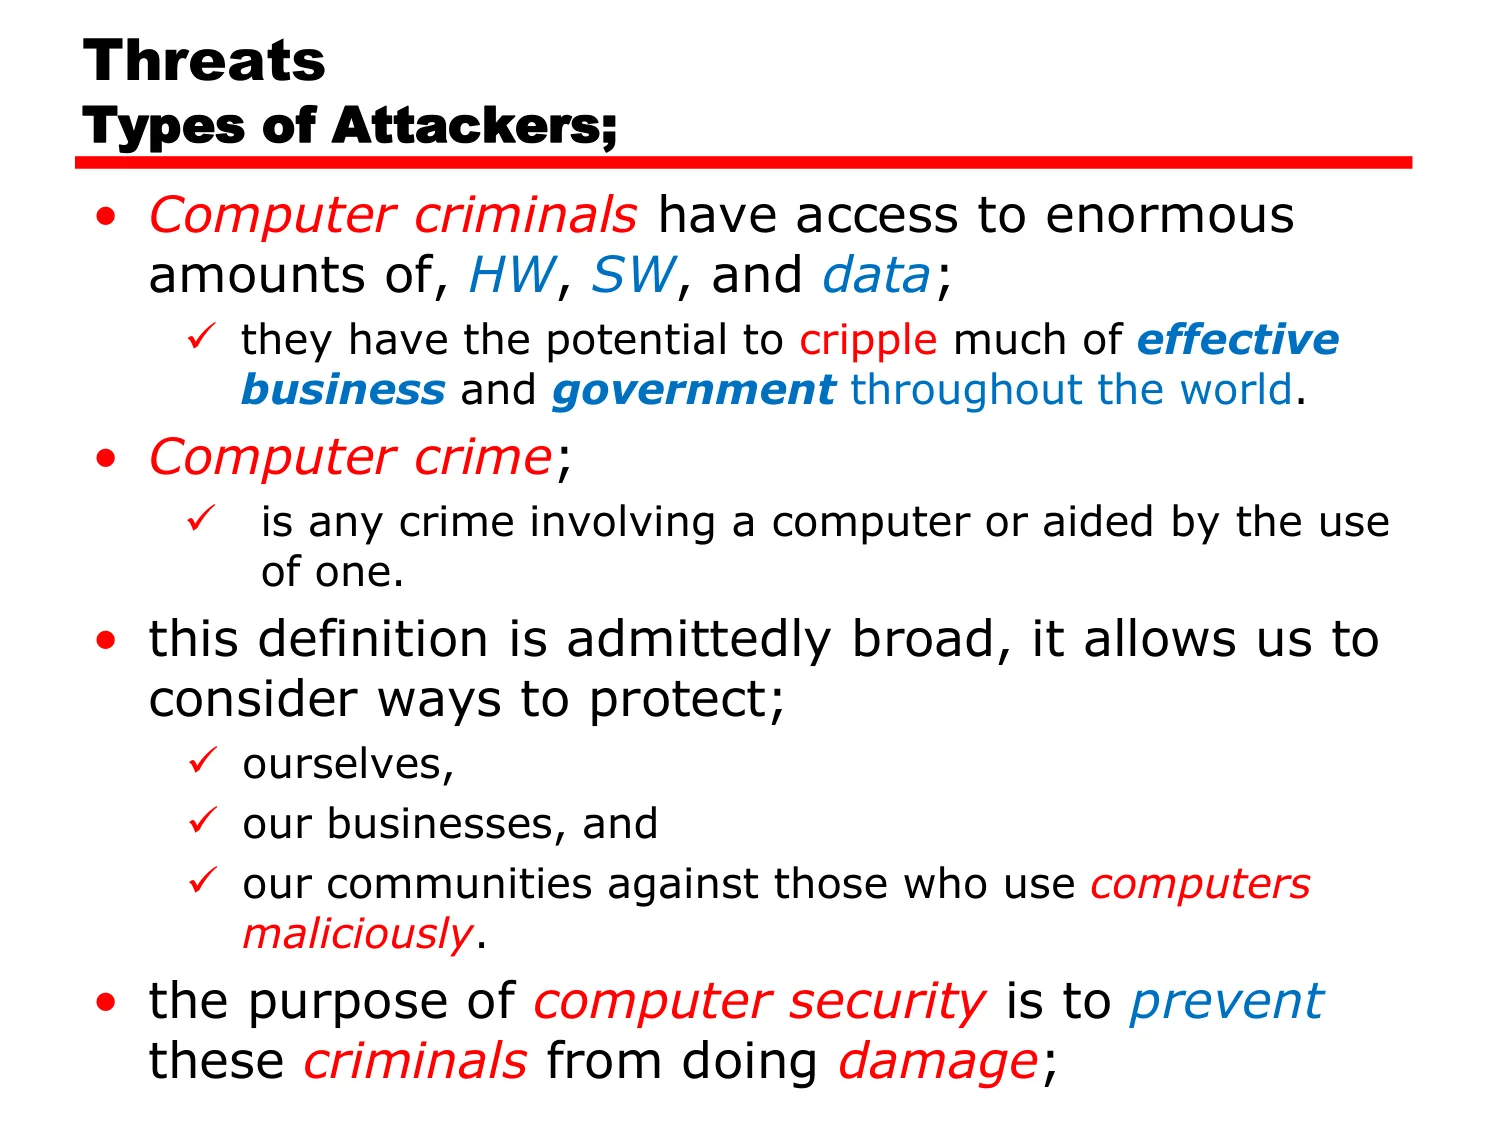 Threats
Types of Attackers;
• Computer criminals have access to enormous
amounts of, HW, SW, and data;
✓ they have the potential to cripple much of effective
business and government throughout the world.
• Computer crime;
✓ is any crime involving a computer or aided by the use
of one.
• this definition is admittedly broad, it allows us to
consider ways to protect;
✓ ourselves,
✓ our businesses, and
✓ our communities against those who use computers
maliciously.
• the purpose of computer security is to prevent
these criminals from doing damage;